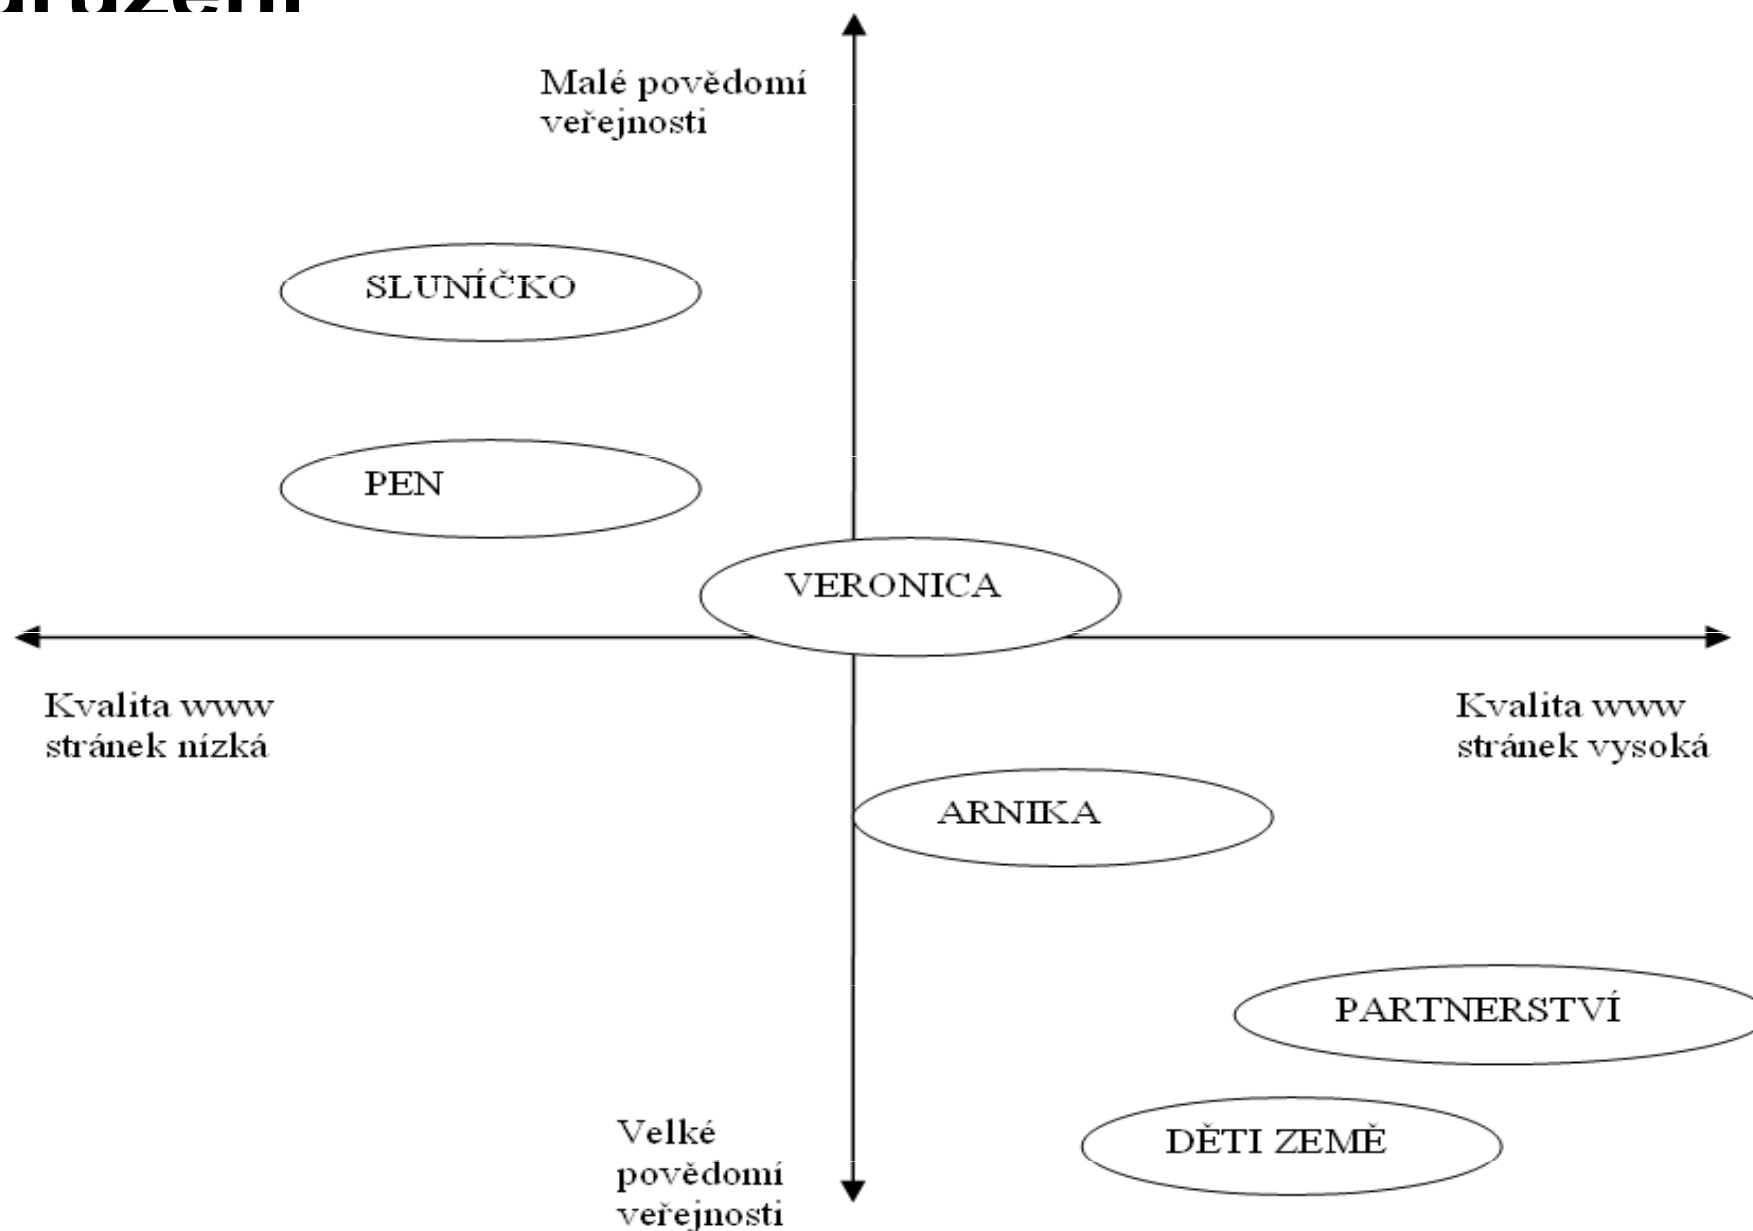 Malé povědomí
veřejnosti
SLUNÍČKO
PEN
VERONICA
Kvalita www
stránek nízká
Kvalita www
stránek vysoká
ARNIKA
PARTNERSTVÍ
Velké
povědomí
veřejnosti
DĚTI ZEMĚ